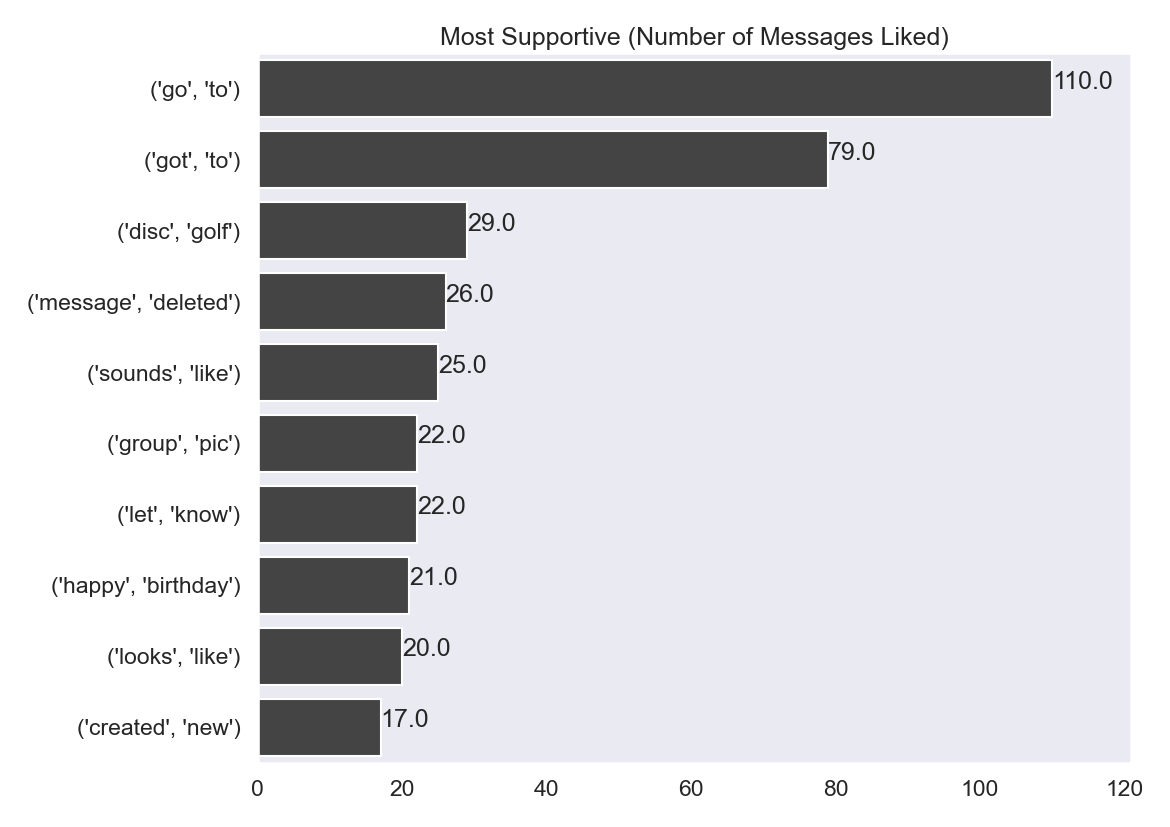 Most Supportive (Number of Messages Liked)
('go', 'to') 110.0
('got', 'to') 79.0
('disc', 'golf') 29.0
('message', 'deleted') 26.0
('sounds', 'like') 25.0
('group', 'pic') 22.0
('let', 'know') 22.0
('happy', 'birthday') 21.0
('looks', 'like') 20.0
('created', 'new') 17.0
0 20 40 60 80 100 120